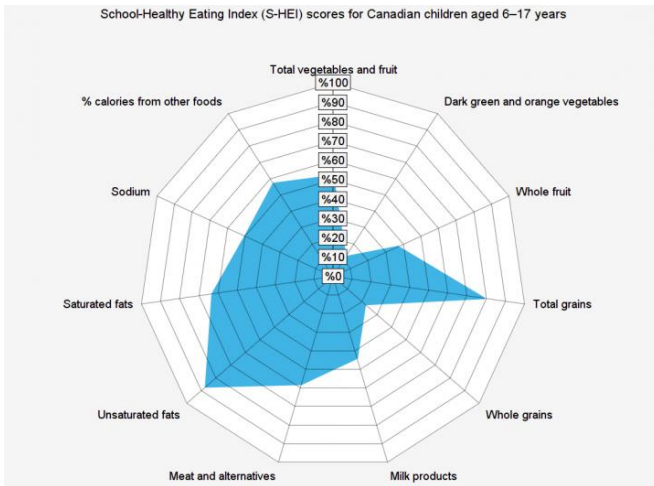 School-Healthy Eating Index (S-HEI) scores for Canadian children aged 6–17 years
Total vegetables and fruit
%100
% calories from other foods
Dark green and orange vegetables
%90
%80
%70
%60
%50
Sodium
Whole fruit
%40
%30
%20
%10
%0
Saturated fats
Total grains
Unsaturated fats
Whole grains
Meat and alternatives
Milk products